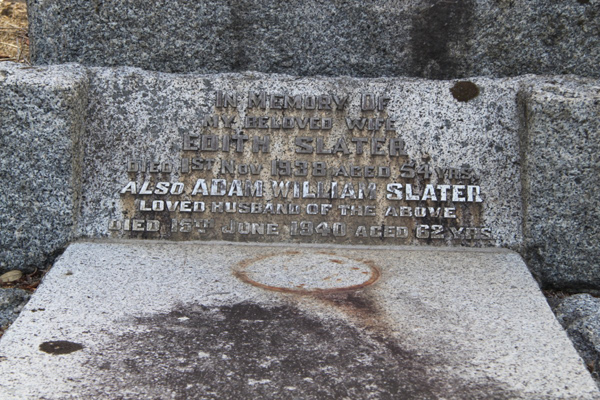 IN MEMORY OF
MY BELOVED WIFE
EDITH SLATER
DIED 1ST NOV 1938 AGED 54 YRS.
ALSO ADAM WILLIAM SLATER
LOVED HUSBAND OF THE ABOVE
DIED JUNE 1940 AGED 62 YRS